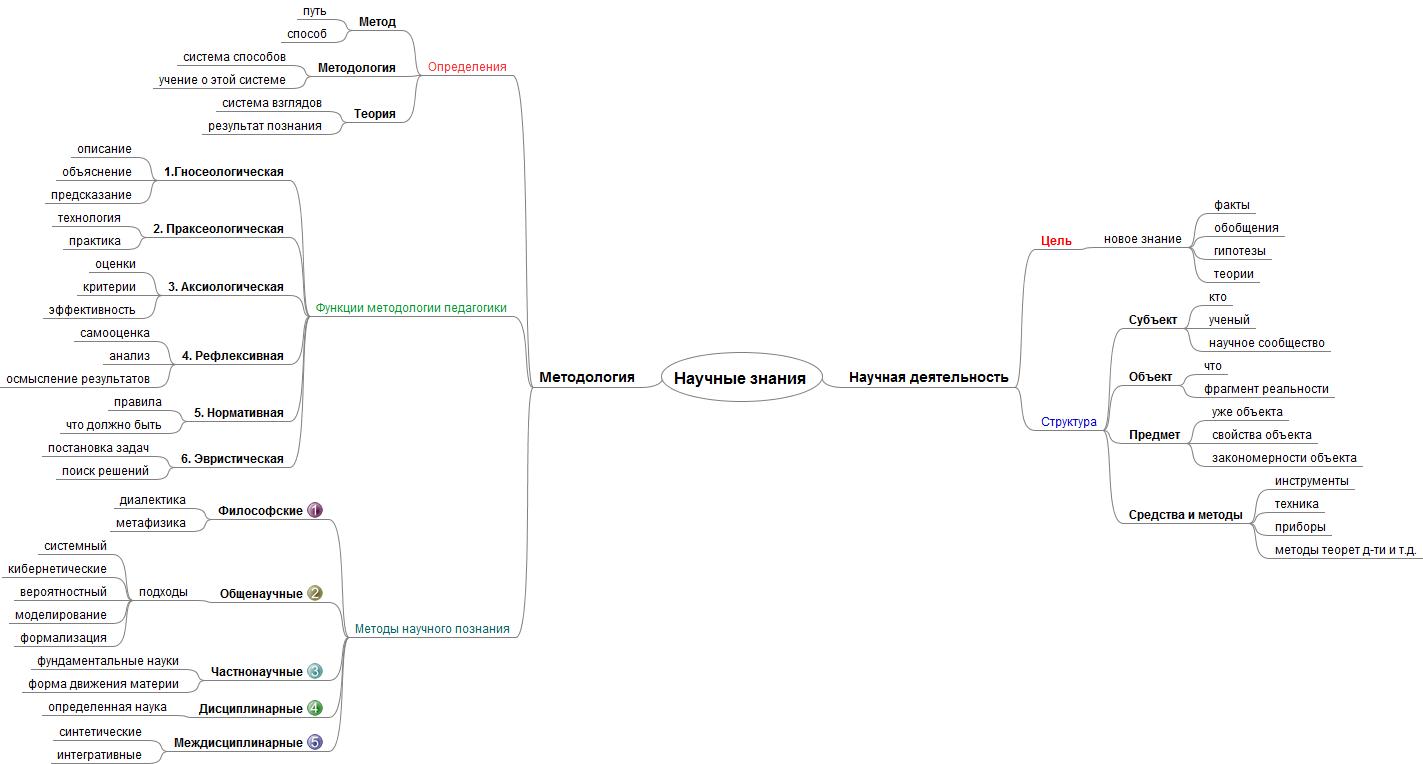 Научные знания
Методология
Определения
Метод
путь
способ
Методология
система способов
учение о этой системе
Теория
система взглядов
результат познания
Функции методологии педагогики
1.Гносеологическая
описание
объяснение
предсказание
2. Праксеологическая
технология
практика
3. Аксиологическая
оценки
критерии
эффективность
4. Рефлексивная
самооценка
анализ
осмысление результатов
5. Нормативная
правила
что должно быть
6. Эвристическая
постановка задач
поиск решений
Методы научного познания
Философские 1
диалектика
метафизика
Общенаучные 2
подходы
системный
кибернетические
вероятностный
моделирование
формализация
Частнонаучные 3
фундаментальные науки
форма движения материи
Дисциплинарные 4
определенная наука
Междисциплинарные 5
синтетические
интегративные
Научная деятельность
Цель
новое знание
факты
обобщения
гипотезы
теории
Структура
Субъект
кто
ученый
научное сообщество
Объект
что
фрагмент реальности
Предмет
уже объекта
свойства объекта
закономерности объекта
Средства и методы
инструменты
техника
приборы
методы теорет д-ти и т.д.